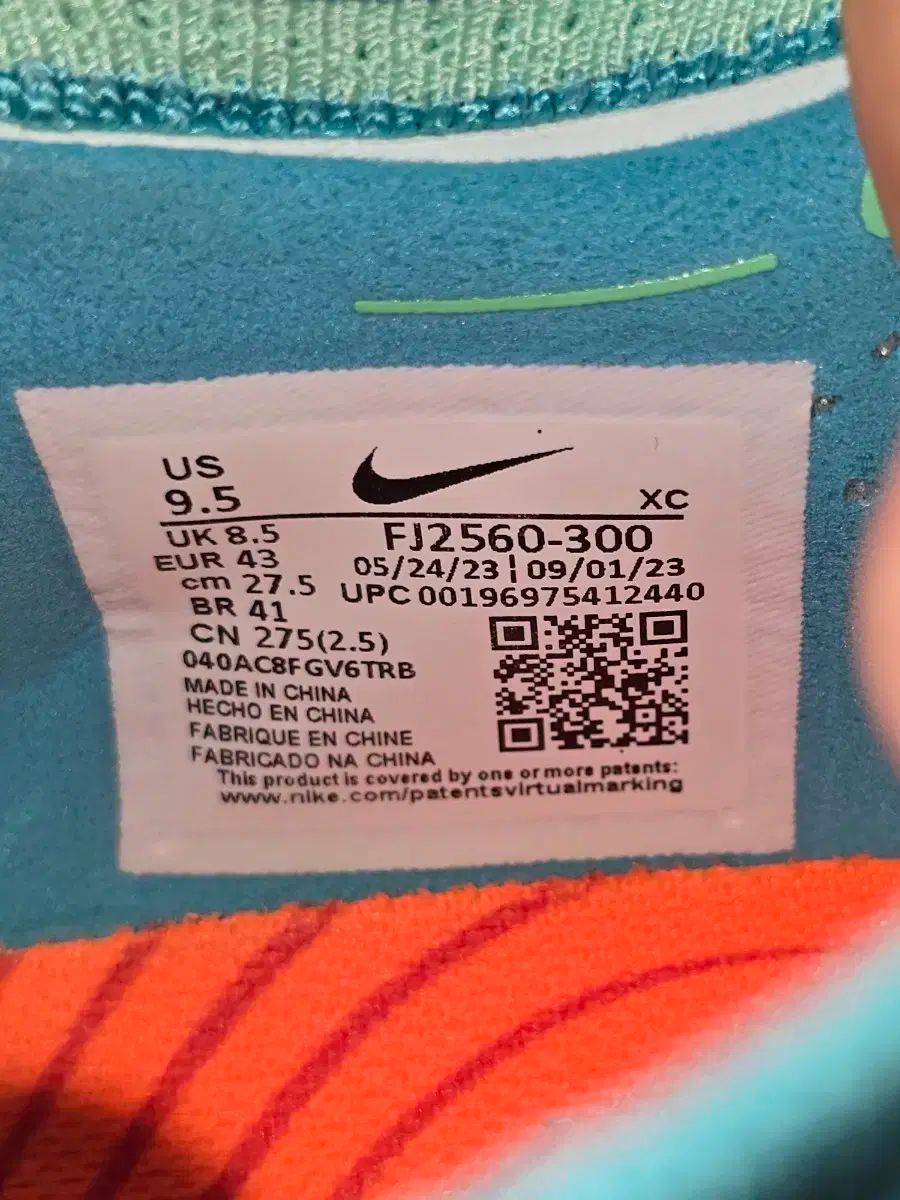 US
9.5
XC
UK 8.5
FJ2560-300
EUR 43
05/24/23 | 09/01/23
cm 27.5
UPC 00196975412440
BR 41
CN 275(2.5)
040AC8FGV6TRB
MADE IN CHINA
HECHO EN CHINA
FABRIQUE EN CHINE
FABRICADO NA CHINA
This product is covered by one or more patents:
www.nike.com/patentsvirtualmarking